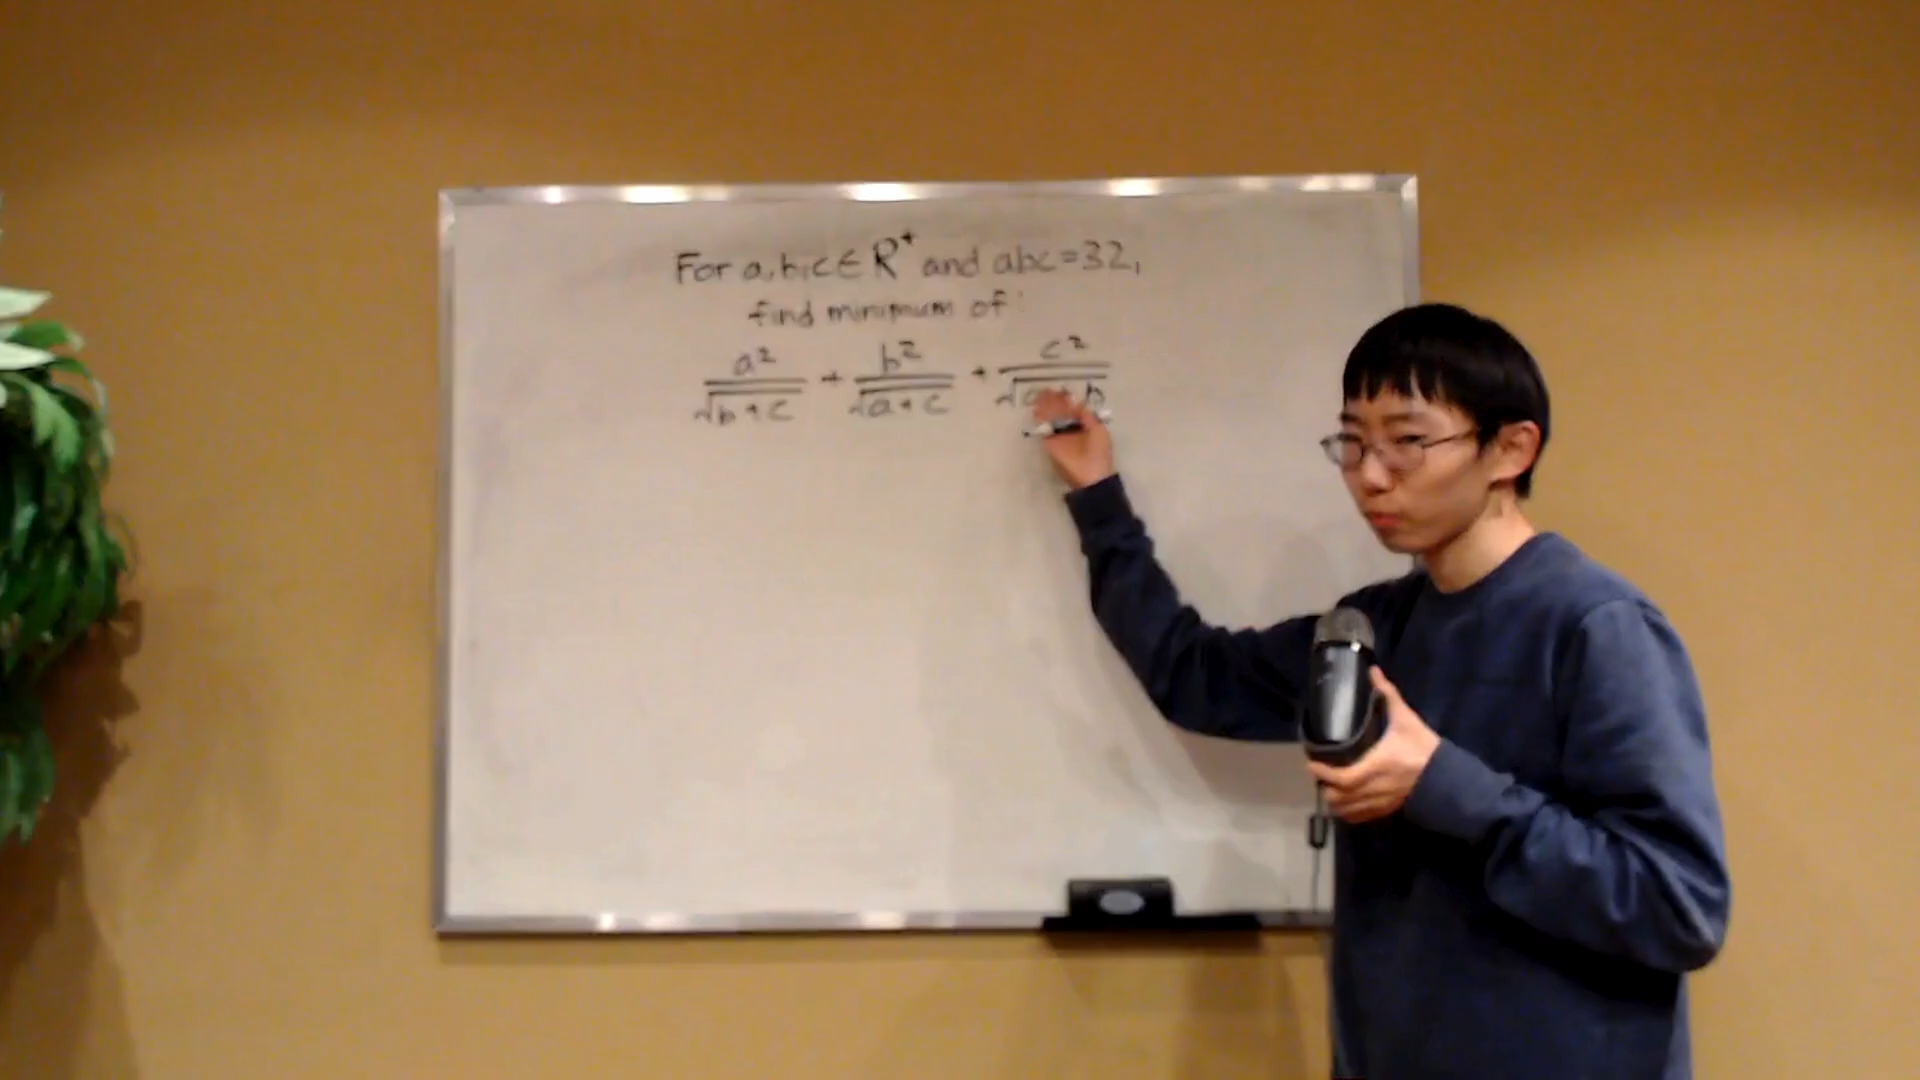 For a,b,c ∈ R⁺ and abc=32,
find minimum of:
a²/√(b+c) + b²/√(a+c) + c²/√(a+b)